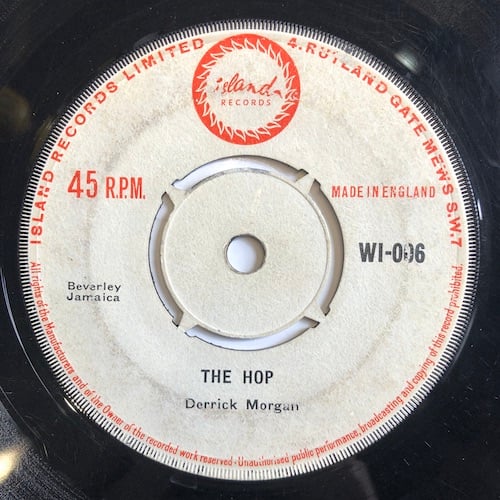 ISLAND RECORDS LIMITED 4. RUTLAND GATE MEWS S.W.7
island
RECORDS
45 R.P.M.
MADE IN ENGLAND
WI-006
Beverley
Jamaica
THE HOP
Derrick Morgan
All rights of the Manufacturers and of the Owner of the recorded work reserved·Unauthorised public performance, broadcasting and copying of this record prohibited.